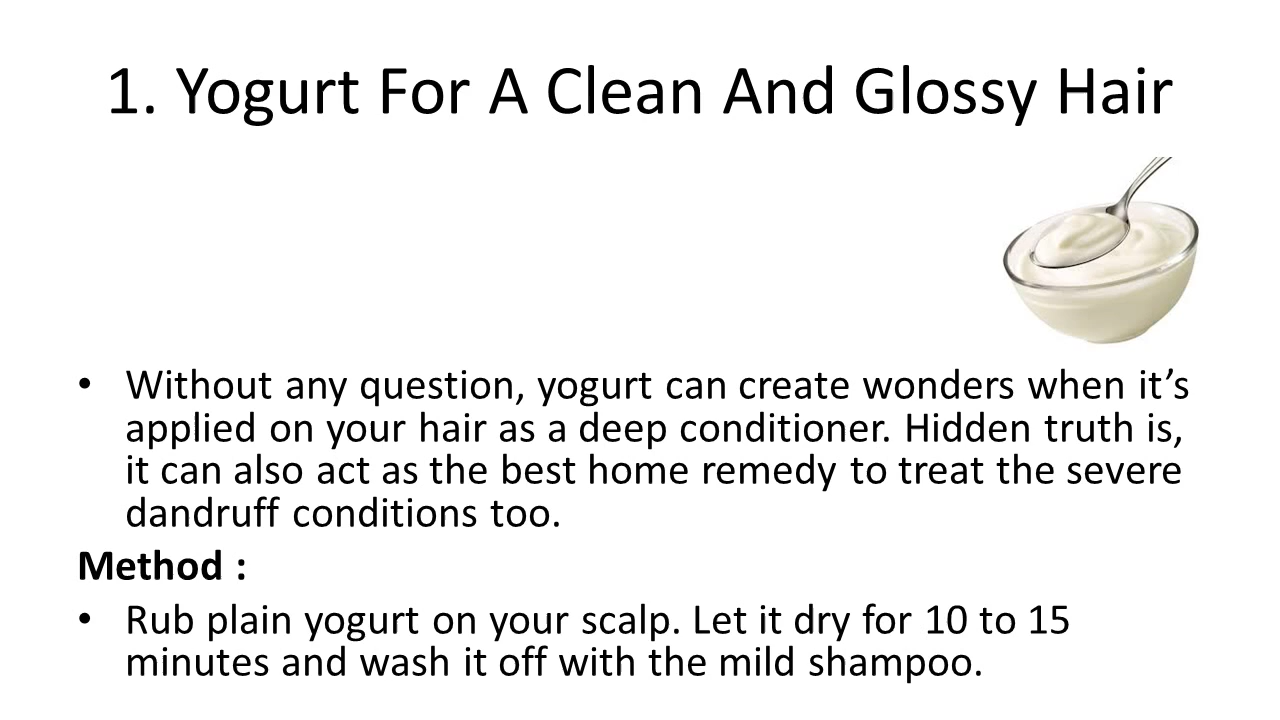 1. Yogurt For A Clean And Glossy Hair
• Without any question, yogurt can create wonders when it’s
applied on your hair as a deep conditioner. Hidden truth is,
it can also act as the best home remedy to treat the severe
dandruff conditions too.
Method :
• Rub plain yogurt on your scalp. Let it dry for 10 to 15
minutes and wash it off with the mild shampoo.